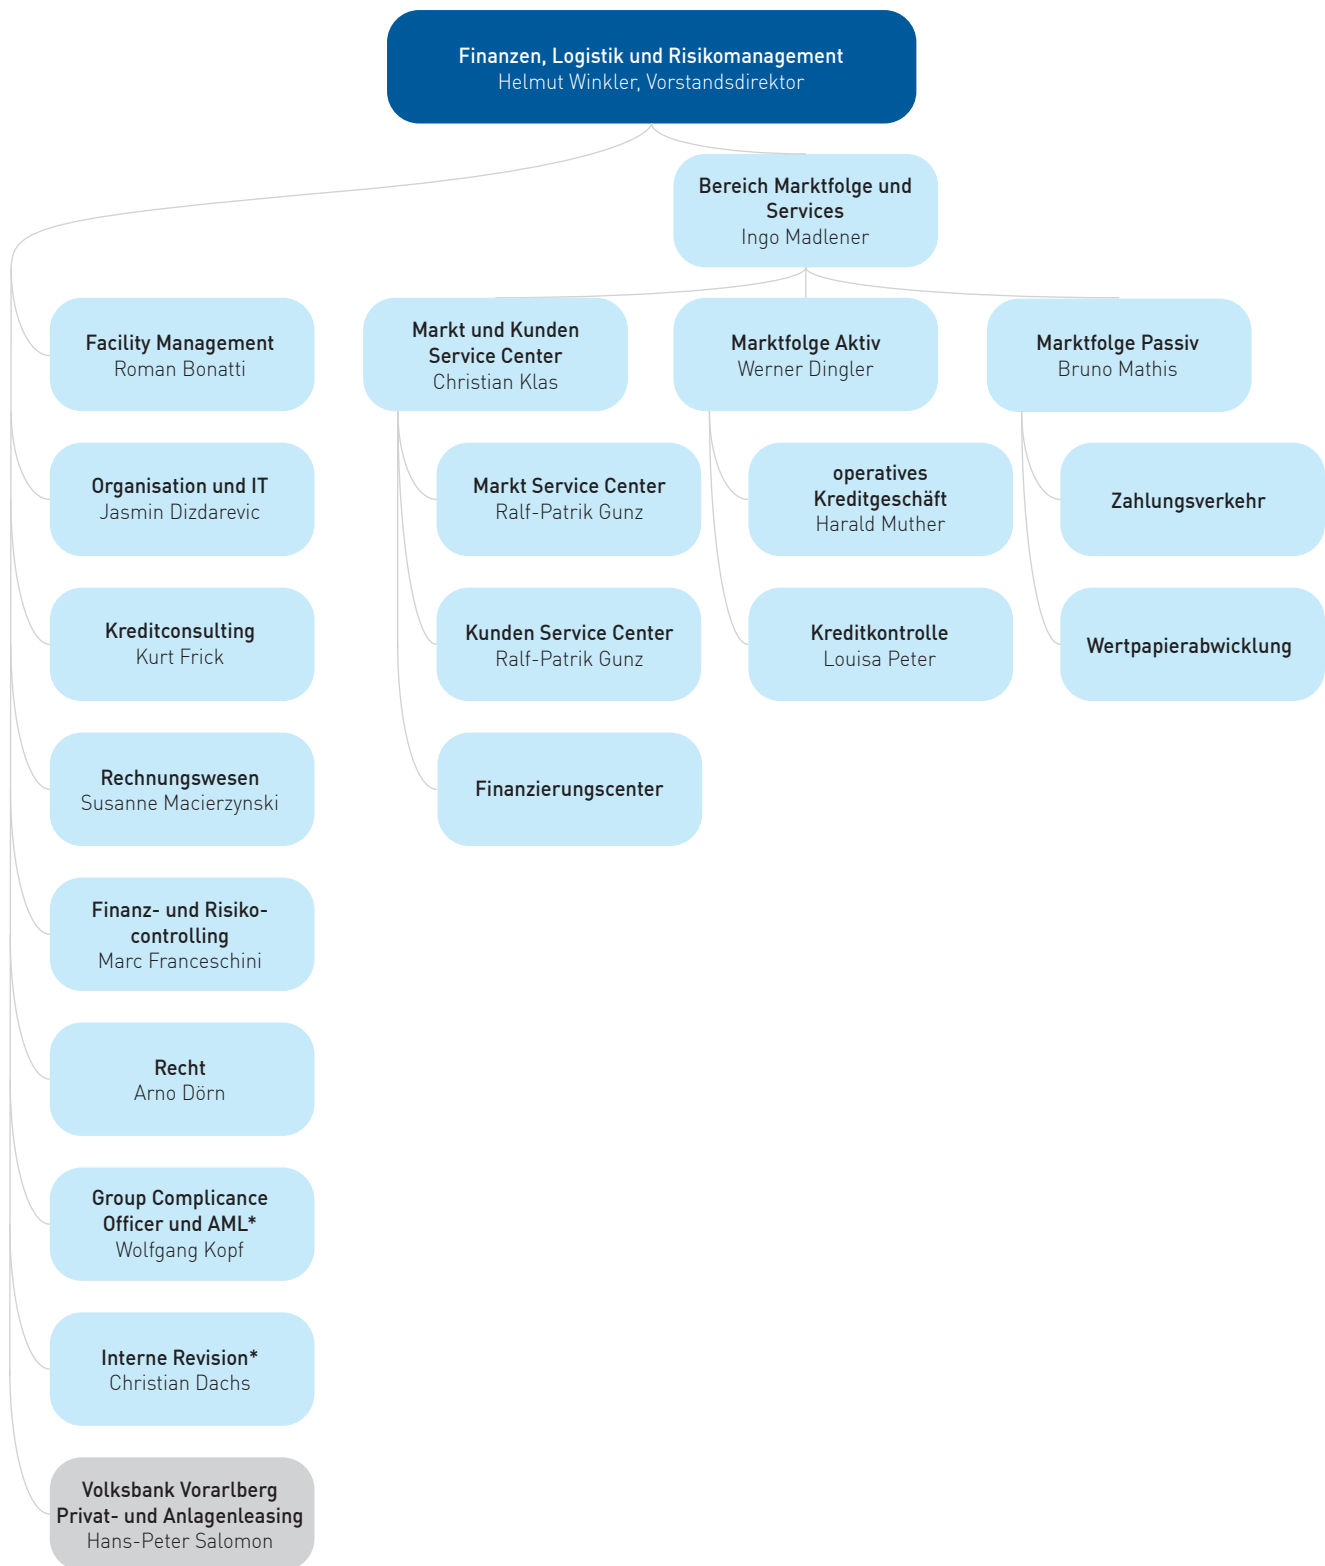 Finanzen, Logistik und Risikomanagement
Helmut Winkler, Vorstandsdirektor
Bereich Marktfolge und
Services
Ingo Madlener
Facility Management
Roman Bonatti
Markt und Kunden
Service Center
Christian Klas
Marktfolge Aktiv
Werner Dingler
Marktfolge Passiv
Bruno Mathis
Organisation und IT
Jasmin Dizdarevic
Markt Service Center
Ralf-Patrik Gunz
operatives
Kreditgeschäft
Harald Muther
Zahlungsverkehr
Kreditconsulting
Kurt Frick
Kunden Service Center
Ralf-Patrik Gunz
Kreditkontrolle
Louisa Peter
Wertpapierabwicklung
Rechnungswesen
Susanne Macierzynski
Finanzierungscenter
Finanz- und Risiko-
controlling
Marc Franceschini
Recht
Arno Dörn
Group Complicance
Officer und AML*
Wolfgang Kopf
Interne Revision*
Christian Dachs
Volksbank Vorarlberg
Privat- und Anlagenleasing
Hans-Peter Salomon